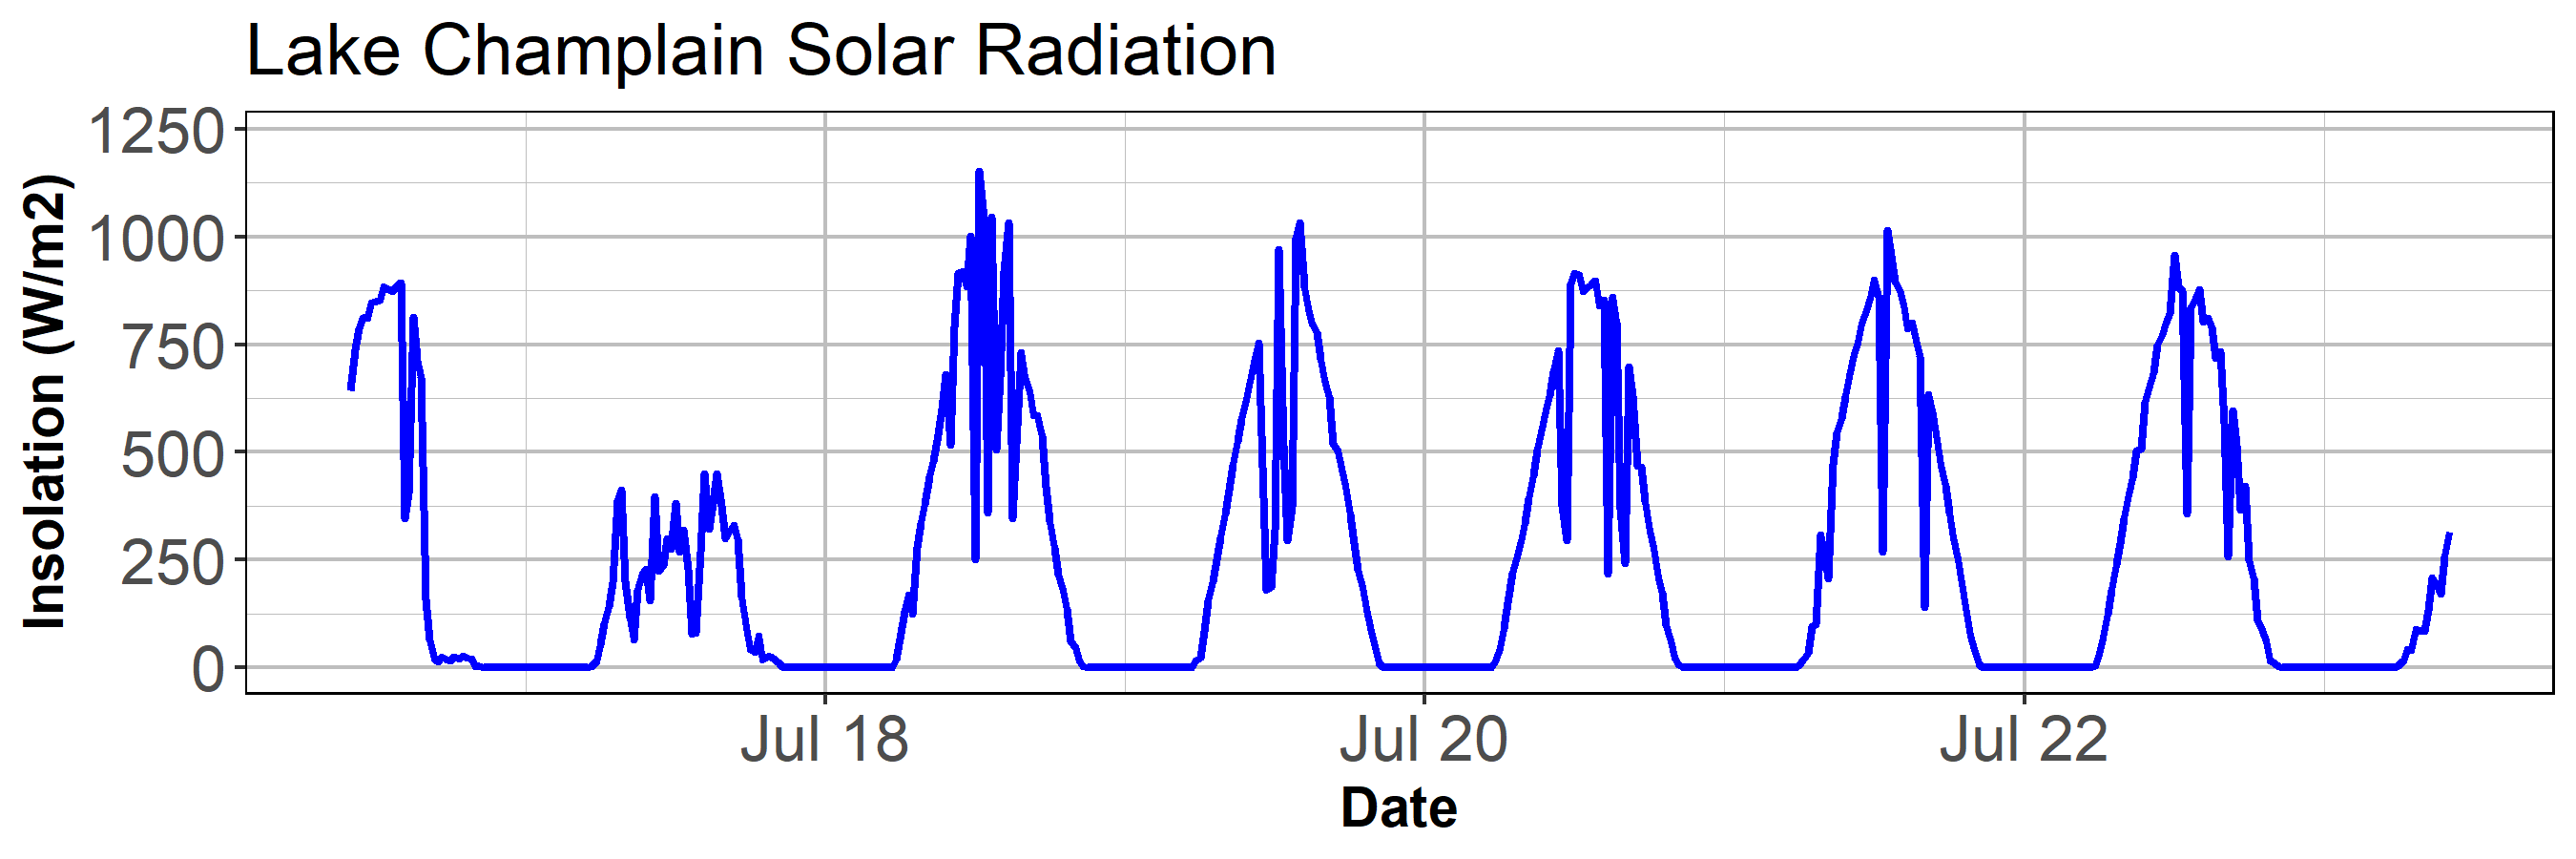 Lake Champlain Solar Radiation
Insolation (W/m2)
1250
1000
750
500
250
0
Jul 18
Jul 20
Jul 22
Date